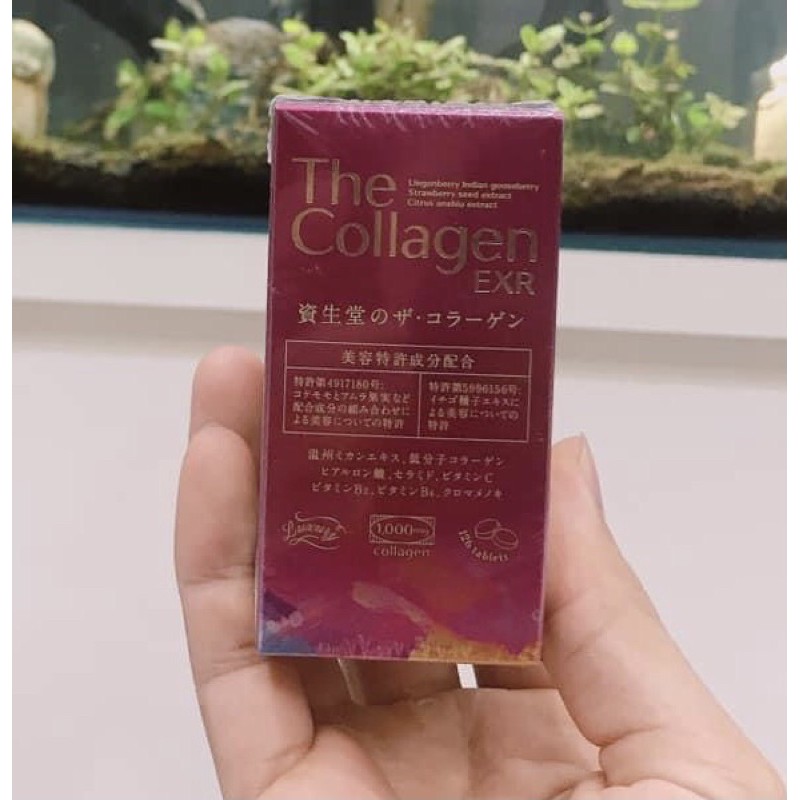 The
Collagen
Lingonberry Indian gooseberry
Strawberry seed extract
Citrus unshiu extract
EXR
資生堂のザ・コラーゲン
美容特許成分配合
特許第4917180号:
コケモモとアムラ果実など
配合成分の組み合わせに
よる美容についての特許
特許第5896156号:
イチゴ種子エキスに
よる美容についての
特許
温州ミカンエキス、低分子コラーゲン
ヒアルロン酸、セラミド、ビタミンC
ビタミンB2、ビタミンB6、クロマメノキ
1,000mg
collagen
126 tablets